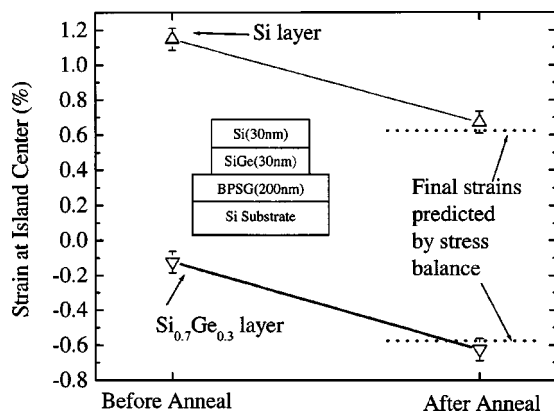 Strain at Island Center (%)
1.2
1.0
0.8
0.6
0.4
0.2
0.0
-0.2
-0.4
-0.6
-0.8
Si layer
Si(30nm)
SiGe(30nm)
BPSG(200nm)
Si Substrate
Final strains
predicted
by stress
balance
Si0.7Ge0.3 layer
Before Anneal
After Anneal